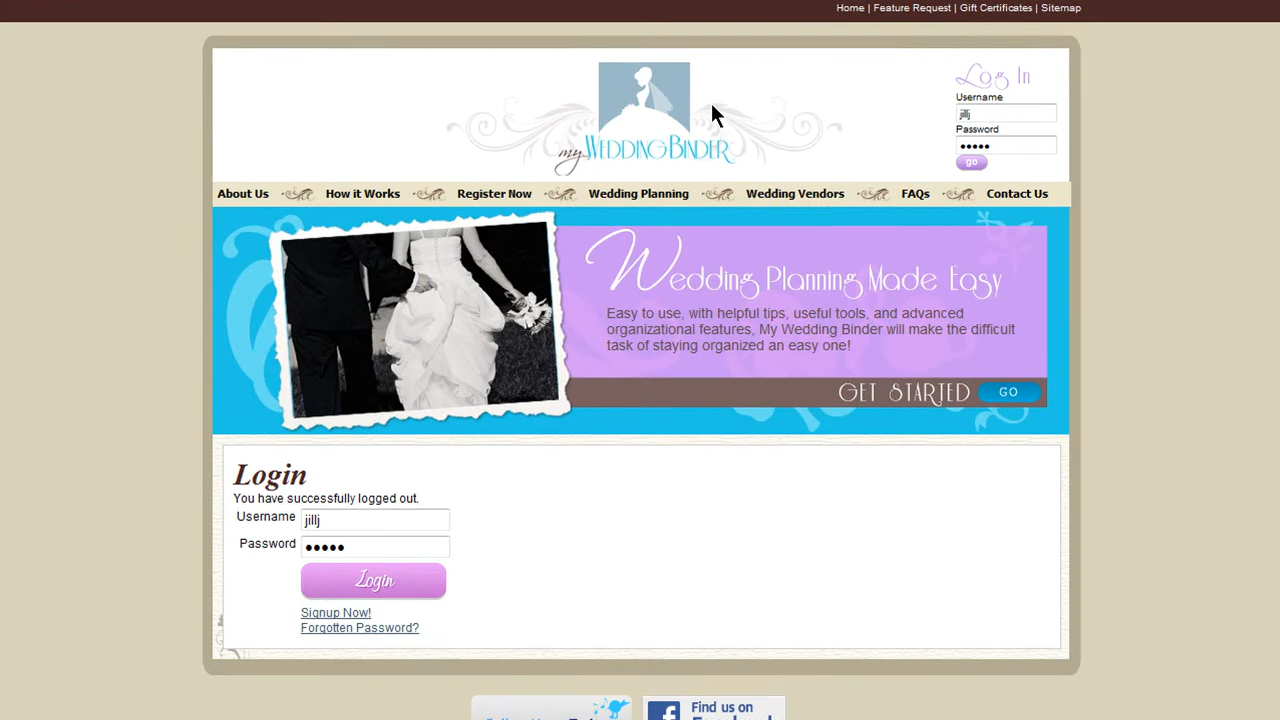 Home | Feature Request | Gift Certificates | Sitemap
my WEDDINGBINDER
Log In
Username
jillj
Password
•••••
go
About Us How it Works Register Now Wedding Planning Wedding Vendors FAQs Contact Us
Wedding Planning Made Easy
Easy to use, with helpful tips, useful tools, and advanced
organizational features, My Wedding Binder will make the difficult
task of staying organized an easy one!
GET STARTED GO
Login
You have successfully logged out.
Username jillj
Password •••••
Login
Signup Now!
Forgotten Password?
Find us on